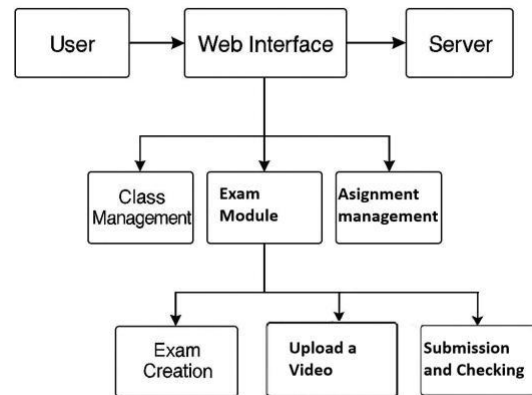 User
Web Interface
Server
Class
Management
Exam
Module
Asignment
management
Exam
Creation
Upload a
Video
Submission
and Checking